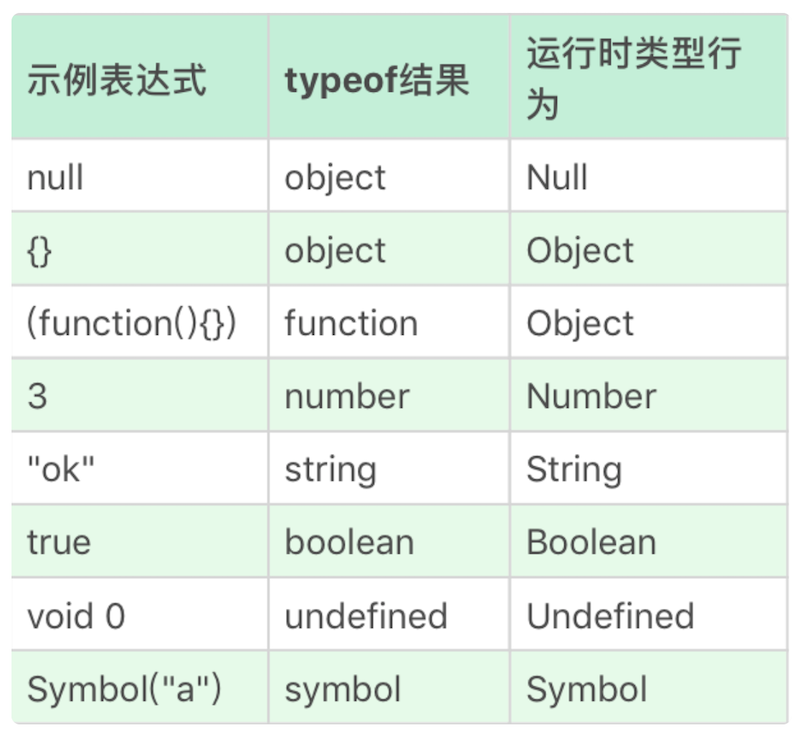 示例表达式 typeof结果 运行时类型行
为
null object Null
{} object Object
(function(){}) function Object
3 number Number
"ok" string String
true boolean Boolean
void 0 undefined Undefined
Symbol("a") symbol Symbol